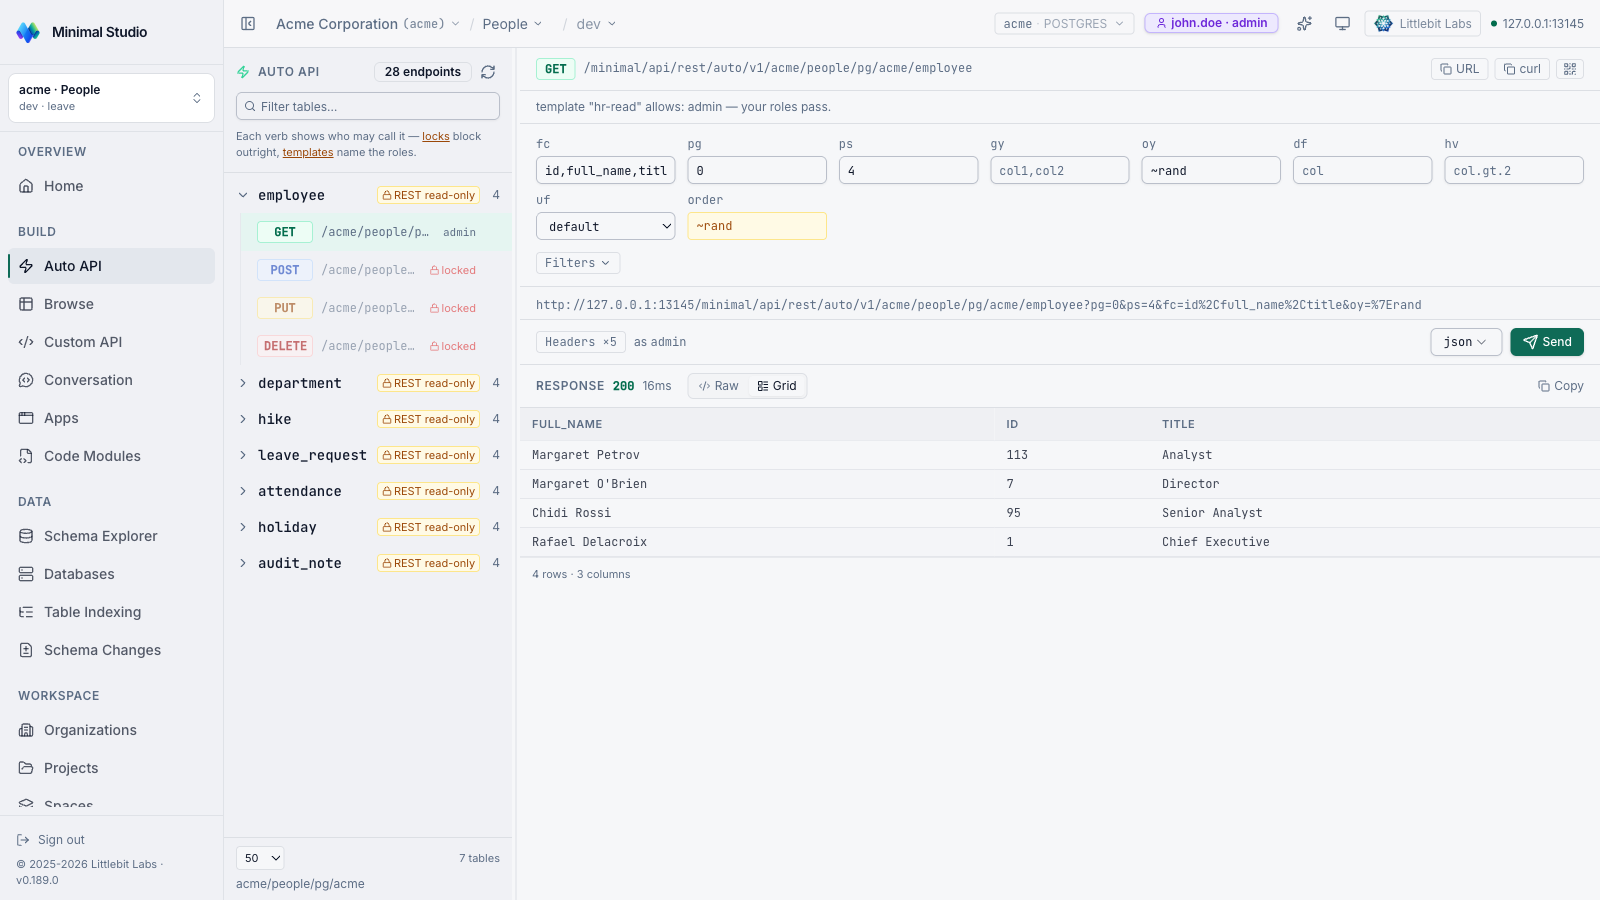 Minimal Studio
acme · People
dev · leave
OVERVIEW
Home
BUILD
Auto API
Browse
Custom API
Conversation
Apps
Code Modules
DATA
Schema Explorer
Databases
Table Indexing
Schema Changes
WORKSPACE
Organizations
Projects
Spaces
Sign out
© 2025-2026 Littlebit Labs ·
v0.189.0
Acme Corporation (acme) / People / dev
acme · POSTGRES
john.doe · admin
Littlebit Labs
127.0.0.1:13145
AUTO API
28 endpoints
Filter tables...
Each verb shows who may call it — locks block
outright, templates name the roles.
employee REST read-only 4
GET /acme/people/p… admin
POST /acme/people… locked
PUT /acme/people… locked
DELETE /acme/people… locked
department REST read-only 4
hike REST read-only 4
leave_request REST read-only 4
attendance REST read-only 4
holiday REST read-only 4
audit_note REST read-only 4
50
7 tables
acme/people/pg/acme
GET /minimal/api/rest/auto/v1/acme/people/pg/acme/employee
URL
curl
template "hr-read" allows: admin — your roles pass.
fc pg ps gy oy df hv
id,full_name,titl 0 4 col1,col2 ~rand col col.gt.2
uf order
default ~rand
Filters
http://127.0.0.1:13145/minimal/api/rest/auto/v1/acme/people/pg/acme/employee?pg=0&ps=4&fc=id%2Cfull_name%2Ctitle&oy=%7Erand
Headers ×5 as admin
json
Send
RESPONSE 200 16ms
Raw
Grid
Copy
FULL_NAME ID TITLE
Margaret Petrov 113 Analyst
Margaret O'Brien 7 Director
Chidi Rossi 95 Senior Analyst
Rafael Delacroix 1 Chief Executive
4 rows · 3 columns